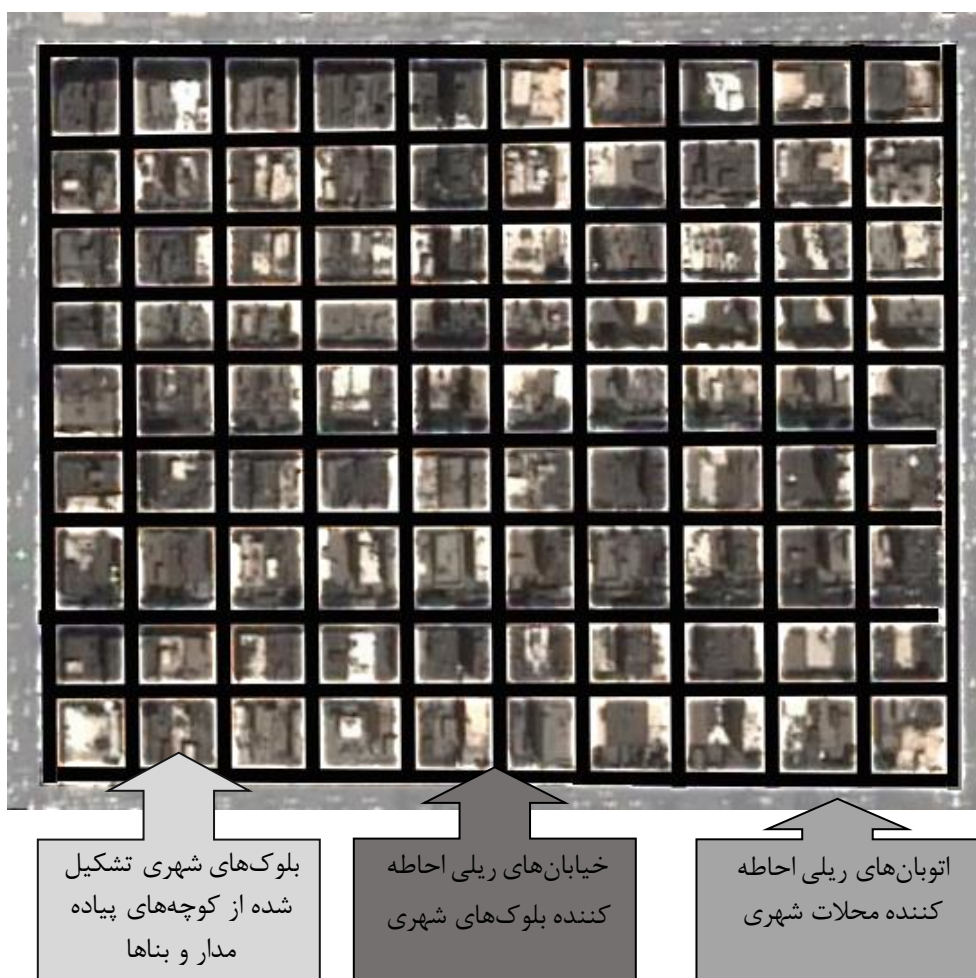 اتوبان‌های ریلی احاطه
کننده محلات شهری
خیابان‌های ریلی احاطه
کننده بلوک‌های شهری
بلوک‌های شهری تشکیل
شده از کوچه‌های پیاده
مدار و بناها